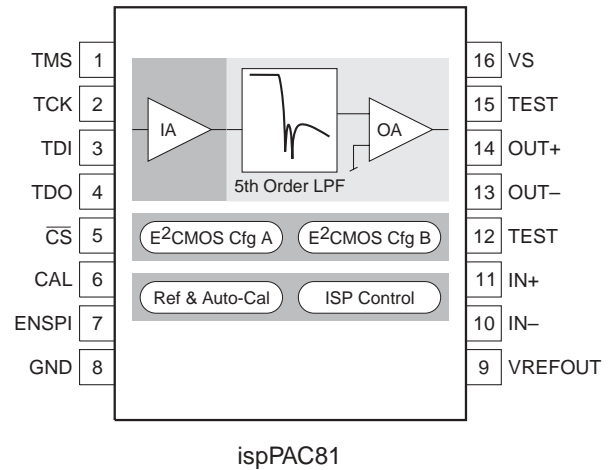 TMS 1
TCK 2
TDI 3
TDO 4
C̅S̅ 5
CAL 6
ENSPI 7
GND 8
IA
OA
5th Order LPF
E²CMOS Cfg A
E²CMOS Cfg B
Ref & Auto-Cal
ISP Control
16 VS
15 TEST
14 OUT+
13 OUT–
12 TEST
11 IN+
10 IN–
9 VREFOUT
ispPAC81